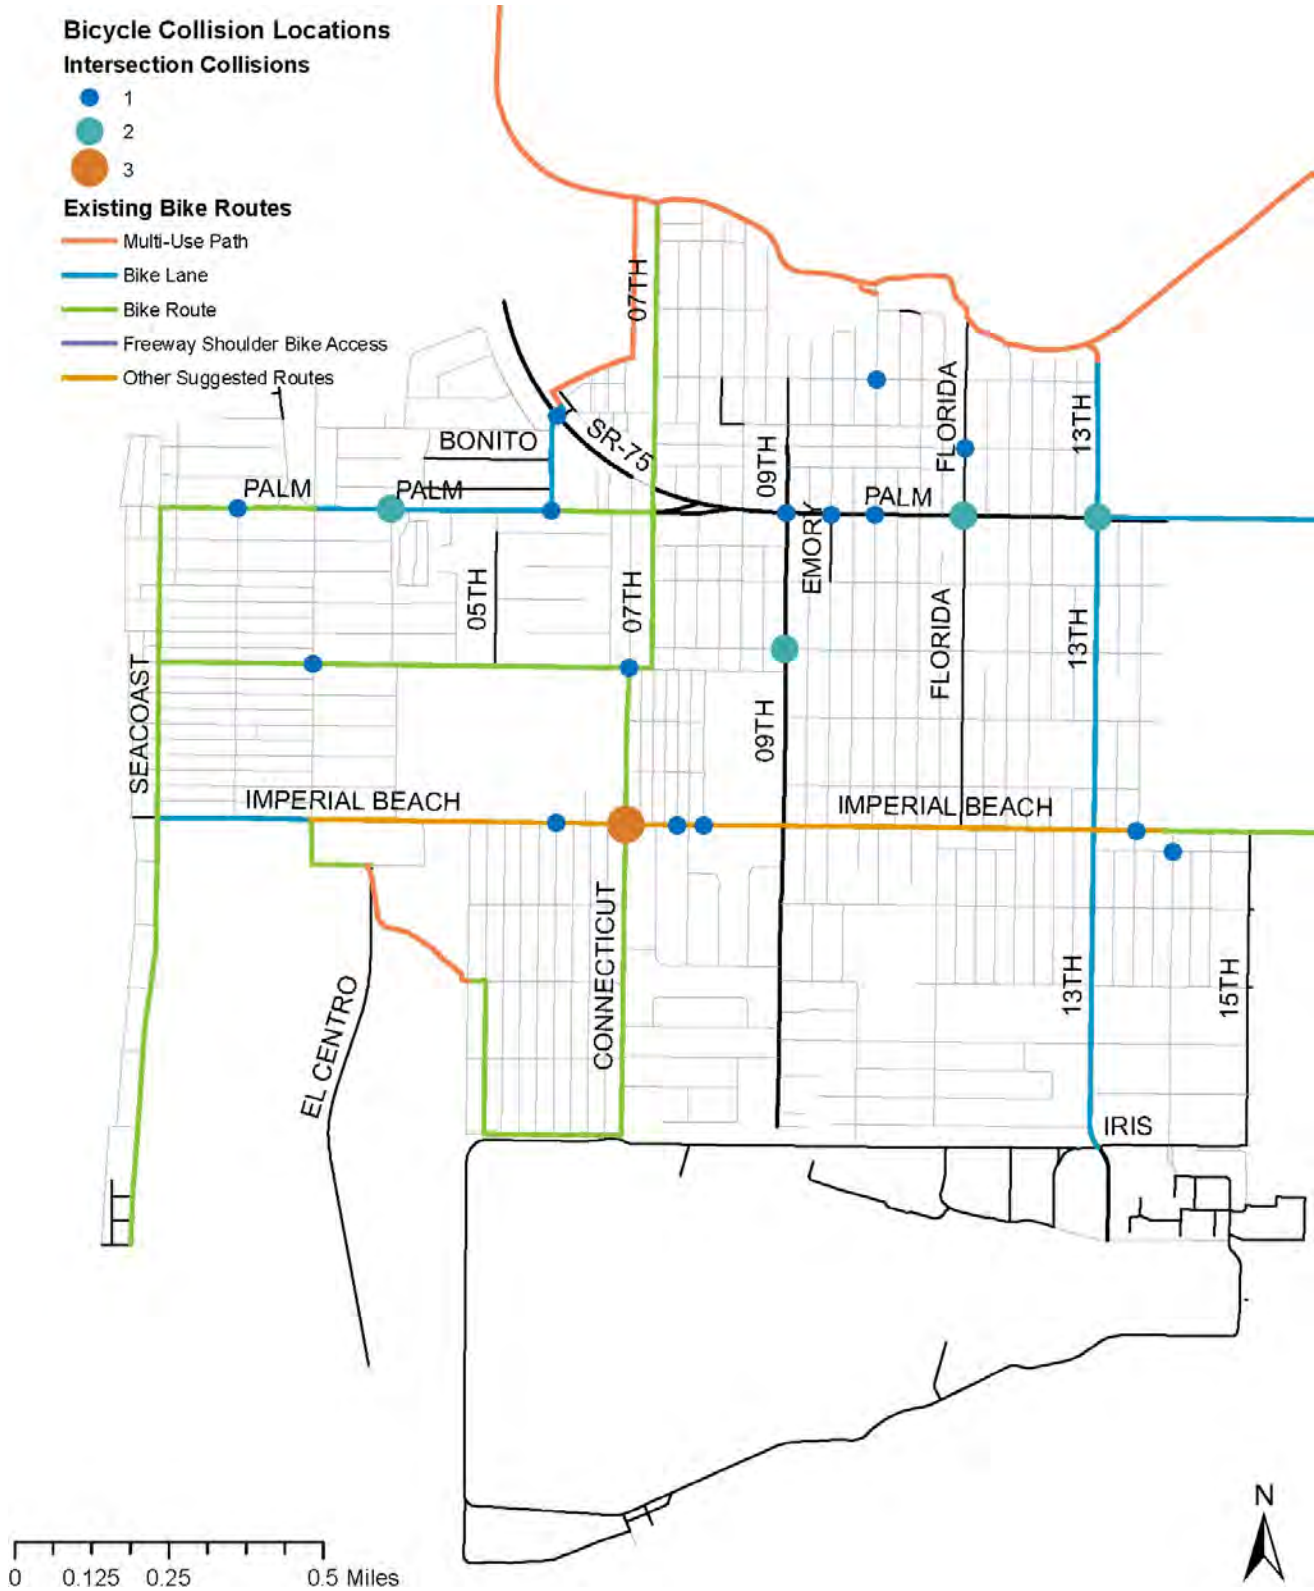 Bicycle Collision Locations
Intersection Collisions
1
2
3
Existing Bike Routes
Multi-Use Path
Bike Lane
Bike Route
Freeway Shoulder Bike Access
Other Suggested Routes
07TH
BONITO
SR-75
09TH
FLORIDA
13TH
PALM
PALM
PALM
EMORY
05TH
07TH
FLORIDA
13TH
SEACOAST
09TH
IMPERIAL BEACH
IMPERIAL BEACH
CONNECTICUT
EL CENTRO
13TH
15TH
IRIS
N
0 0.125 0.25 0.5 Miles